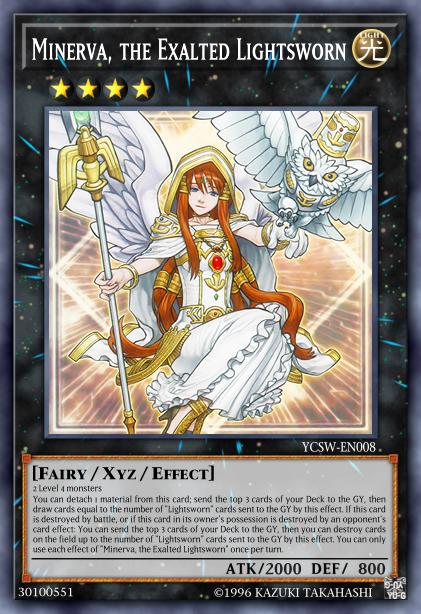 MINERVA, THE EXALTED LIGHTSWORN
LIGHT
光
YCSW-EN008
[FAIRY / XYZ / EFFECT]
2 Level 4 monsters
You can detach 1 material from this card; send the top 3 cards of your Deck to the GY, then
draw cards equal to the number of "Lightsworn" cards sent to the GY by this effect. If this card
is destroyed by battle, or if this card in its owner's possession is destroyed by an opponent's
card effect: You can send the top 3 cards of your Deck to the GY, then you can destroy cards
on the field up to the number of "Lightsworn" cards sent to the GY by this effect. You can only
use each effect of "Minerva, the Exalted Lightsworn" once per turn.
ATK/2000 DEF/ 800
30100551
©1996 KAZUKI TAKAHASHI